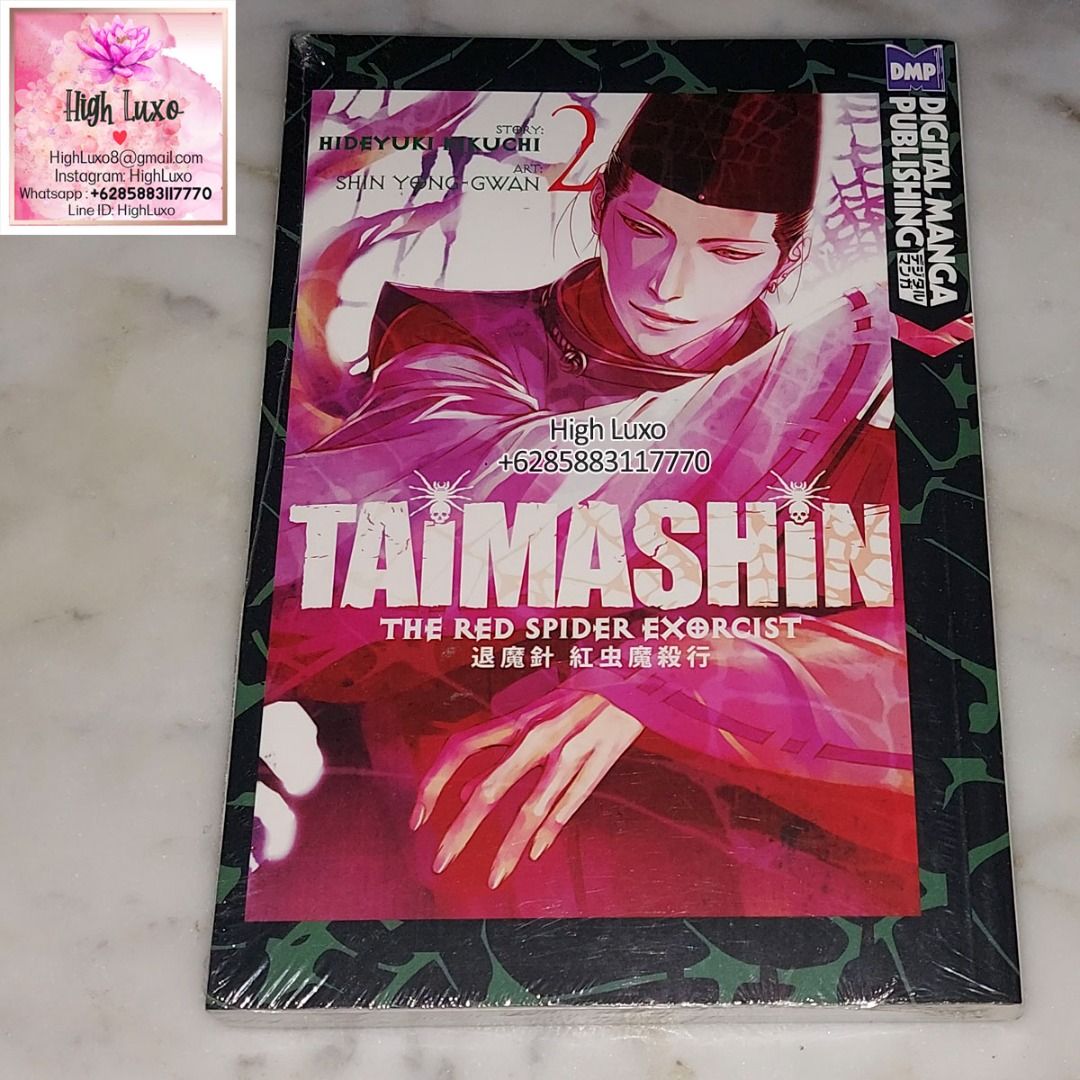 High Luxo
HighLuxo8@gmail.com
Instagram: HighLuxo
Whatsapp : +6285883117770
Line ID: HighLuxo
DMP
DIGITAL MANGA
PUBLISHING
デジタル
マンガ
STORY:
HIDEYUKI KIKUCHI
ART:
SHIN YONG-GWAN
2
High Luxo
+6285883117770
TAIMASHIN
THE RED SPIDER EXORCIST
退魔針 紅虫魔殺行